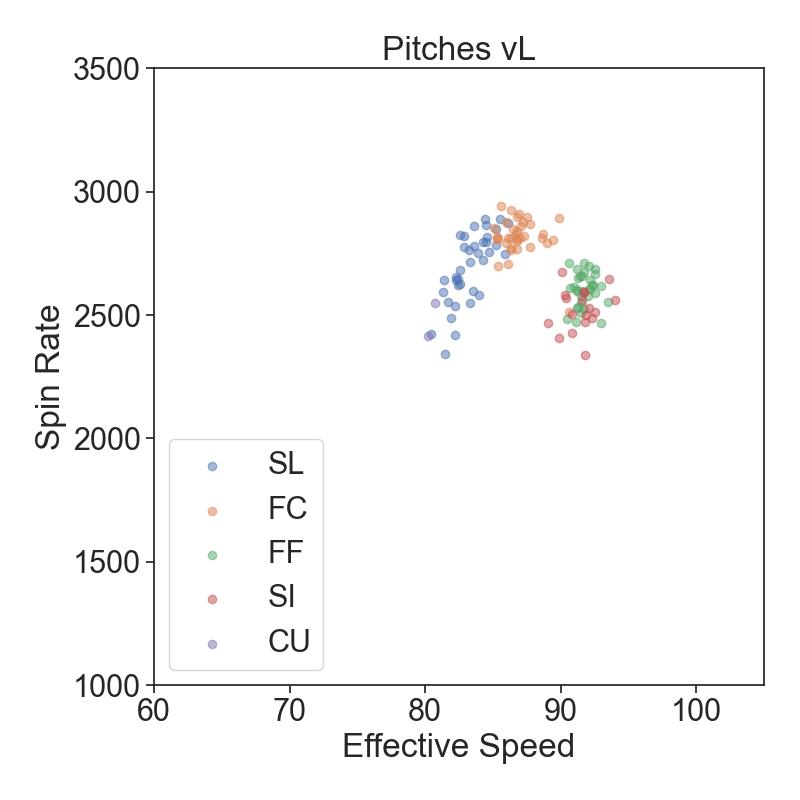 Pitches vL
3500
3000
2500
2000
1500
1000
Spin Rate
SL
FC
FF
SI
CU
60 70 80 90 100
Effective Speed